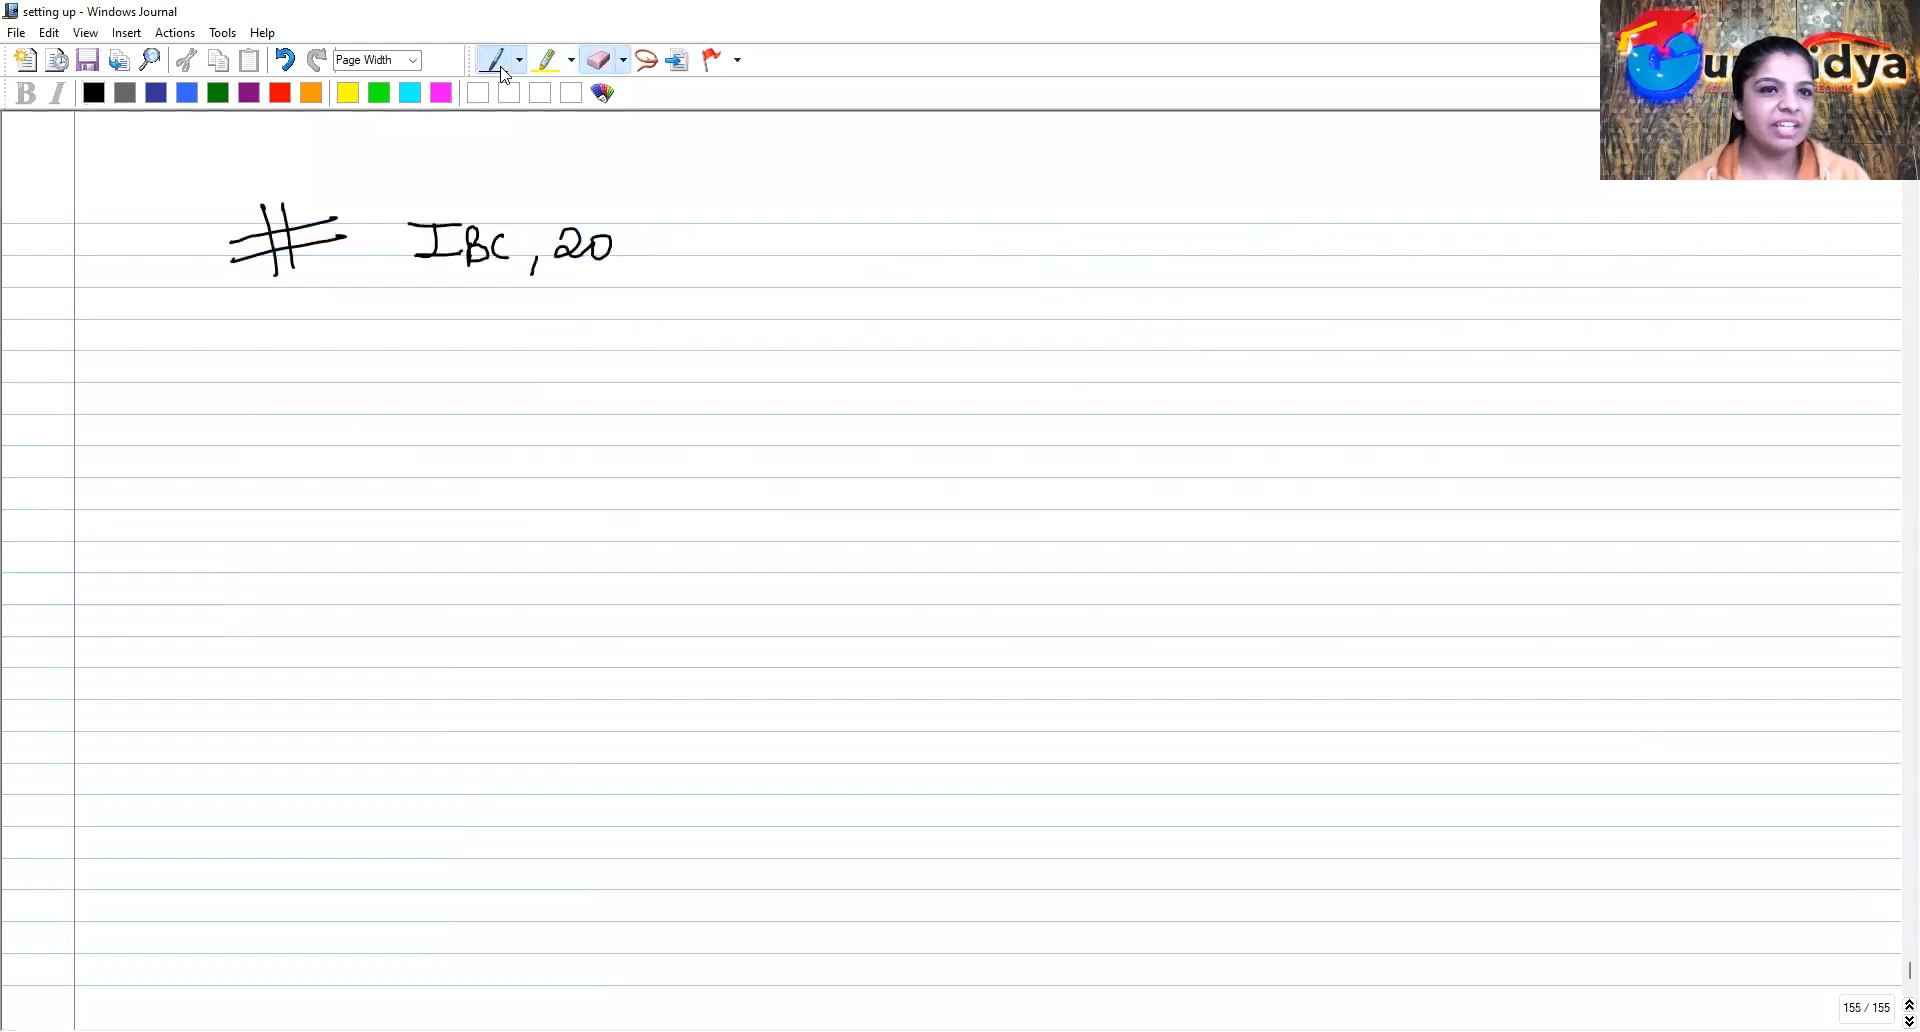 setting up - Windows Journal
File Edit View Insert Actions Tools Help
Page Width
B I
# IBC, 20
155 / 155